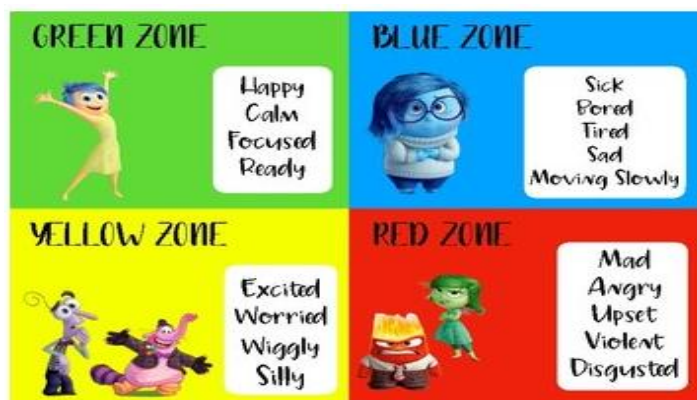 GREEN ZONE
Happy
Calm
Focused
Ready
BLUE ZONE
Sick
Bored
Tired
Sad
Moving Slowly
YELLOW ZONE
Excited
Worried
Wiggly
Silly
RED ZONE
Mad
Angry
Upset
Violent
Disgusted